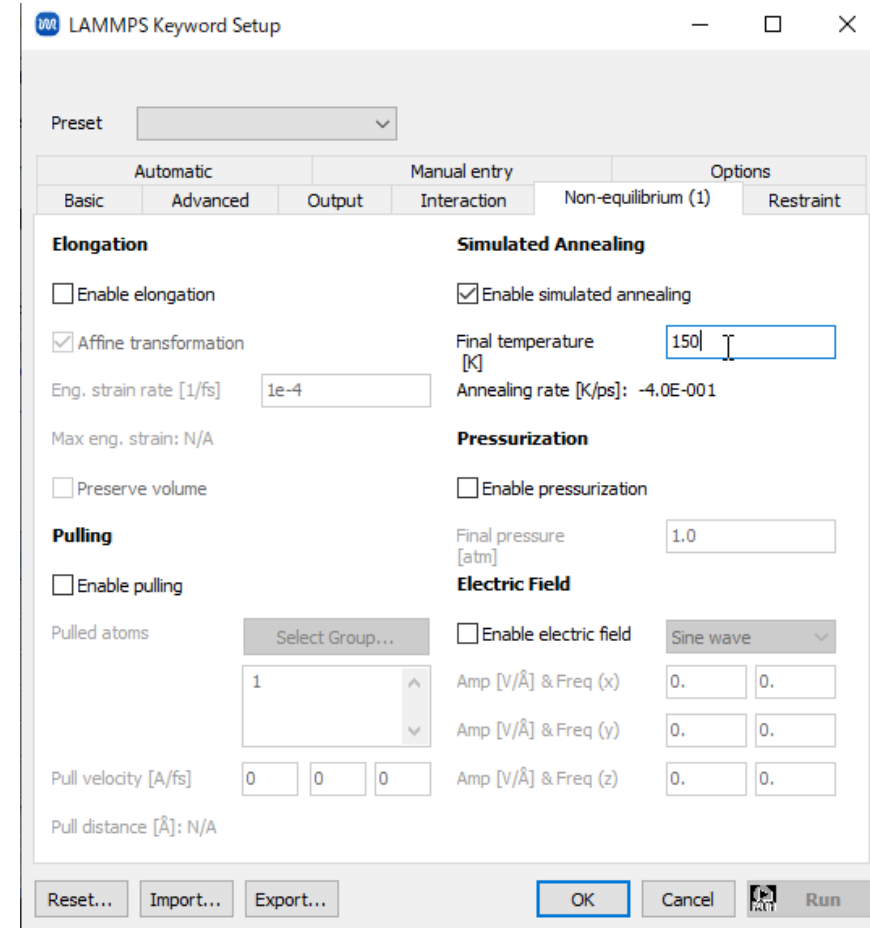 LAMMPS Keyword Setup
Preset
Automatic Manual entry Options
Basic Advanced Output Interaction Non-equilibrium (1) Restraint
Elongation
Enable elongation
Affine transformation
Eng. strain rate [1/fs] 1e-4
Max eng. strain: N/A
Preserve volume
Pulling
Enable pulling
Pulled atoms Select Group...
1
Pull velocity [A/fs] 0 0 0
Pull distance [Å]: N/A
Simulated Annealing
Enable simulated annealing
Final temperature 150
[K]
Annealing rate [K/ps]: -4.0E-001
Pressurization
Enable pressurization
Final pressure 1.0
[atm]
Electric Field
Enable electric field Sine wave
Amp [V/Å] & Freq (x) 0. 0.
Amp [V/Å] & Freq (y) 0. 0.
Amp [V/Å] & Freq (z) 0. 0.
Reset... Import... Export... OK Cancel Run